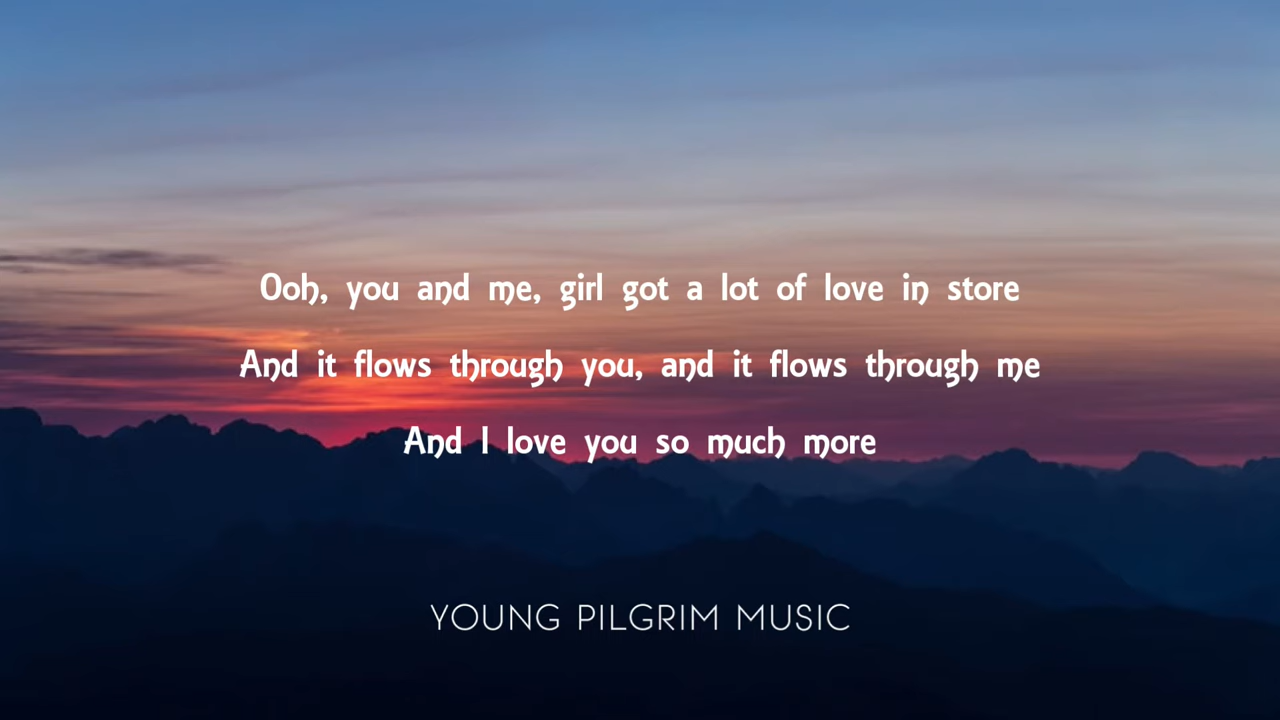 Ooh, you and me, girl got a lot of love in store
And it flows through you, and it flows through me
And I love you so much more
YOUNG PILGRIM MUSIC